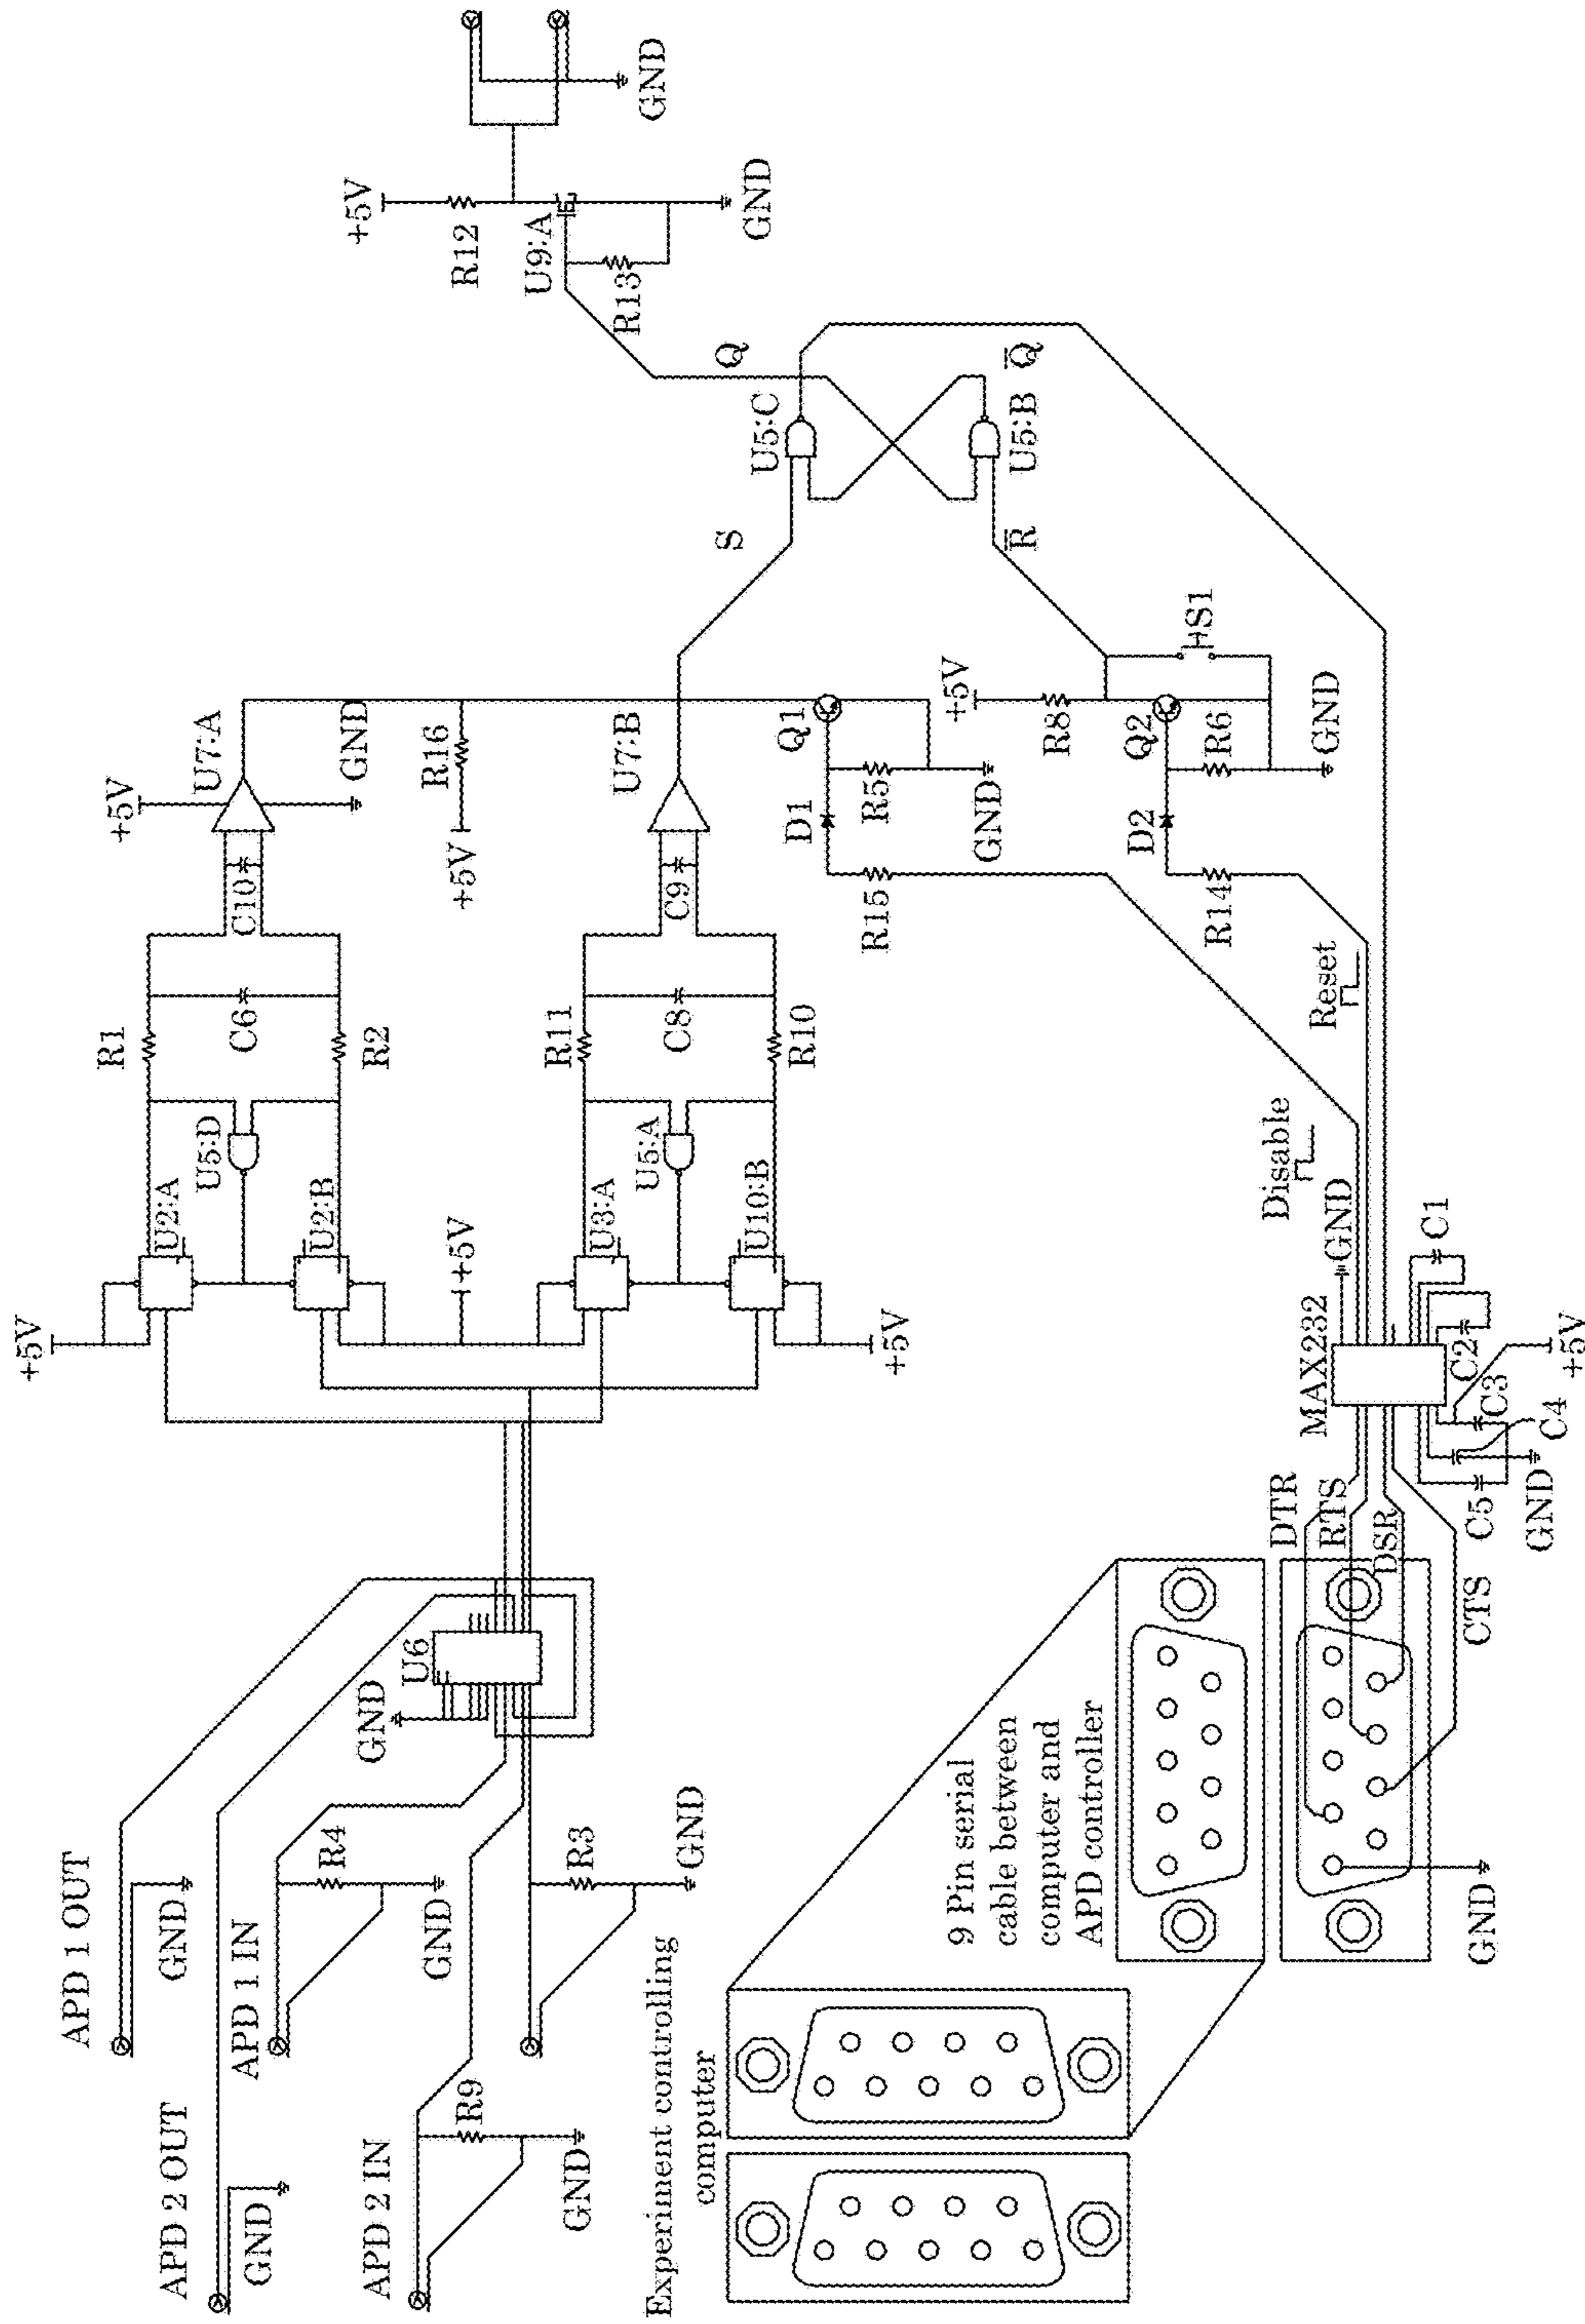 APD 1 OUT
GND
APD 2 OUT
GND
APD 1 IN
R4
GND
APD 2 IN
R9
GND
R3
GND
GND
U6
+5V
U2:A
U5:D
U2:B
R1
C6
R2
C10
+5V
U7:A
GND
+5V
U3:A
U5:A
U10:B
+5V
R11
C8
R10
C9
U7:B
+5V
R16
D1
Q1
R5
R15
GND
+5V
R8
Q2
D2
R6
R14
S1
GND
S
R̅
U5:C
U5:B
Q
Q̅
+5V
R12
U9:A
R13
GND
GND
Experiment controlling
computer
9 Pin serial
cable between
computer and
APD controller
DTR
RTS
DSR
CTS
GND
MAX232
GND
Disable
Reset
C1
C2
C3
C4
C5
+5V
GND